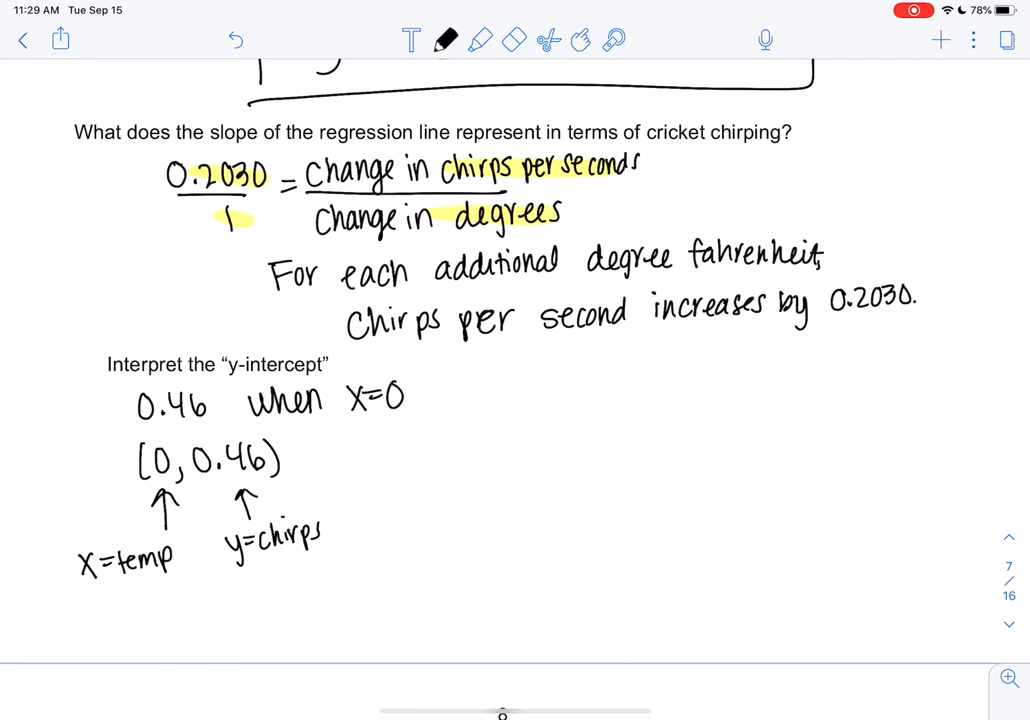 11:29 AM Tue Sep 15
78%
What does the slope of the regression line represent in terms of cricket chirping?
0.2030 / 1 = change in chirps per seconds / change in degrees
For each additional degree fahrenheit,
chirps per second increases by 0.2030.
Interpret the “y-intercept”
0.46 when x=0
(0, 0.46)
x=temp y=chirps
7
/
16